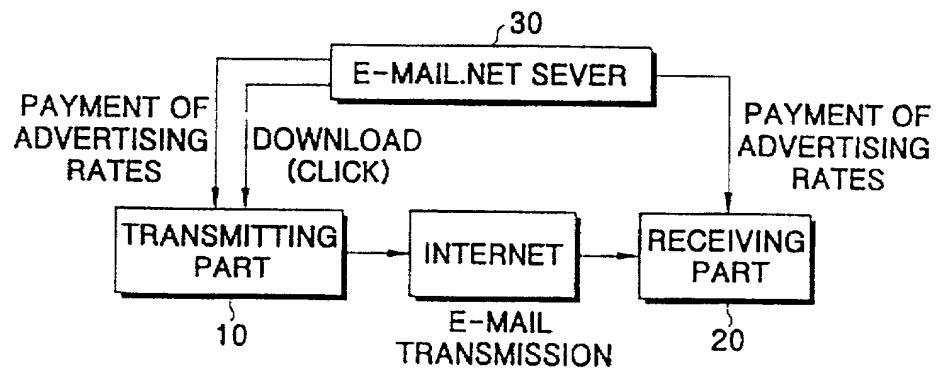 30
E-MAIL.NET SEVER
PAYMENT OF
ADVERTISING
RATES
DOWNLOAD
(CLICK)
PAYMENT OF
ADVERTISING
RATES
TRANSMITTING
PART
INTERNET
RECEIVING
PART
10
E-MAIL
TRANSMISSION
20